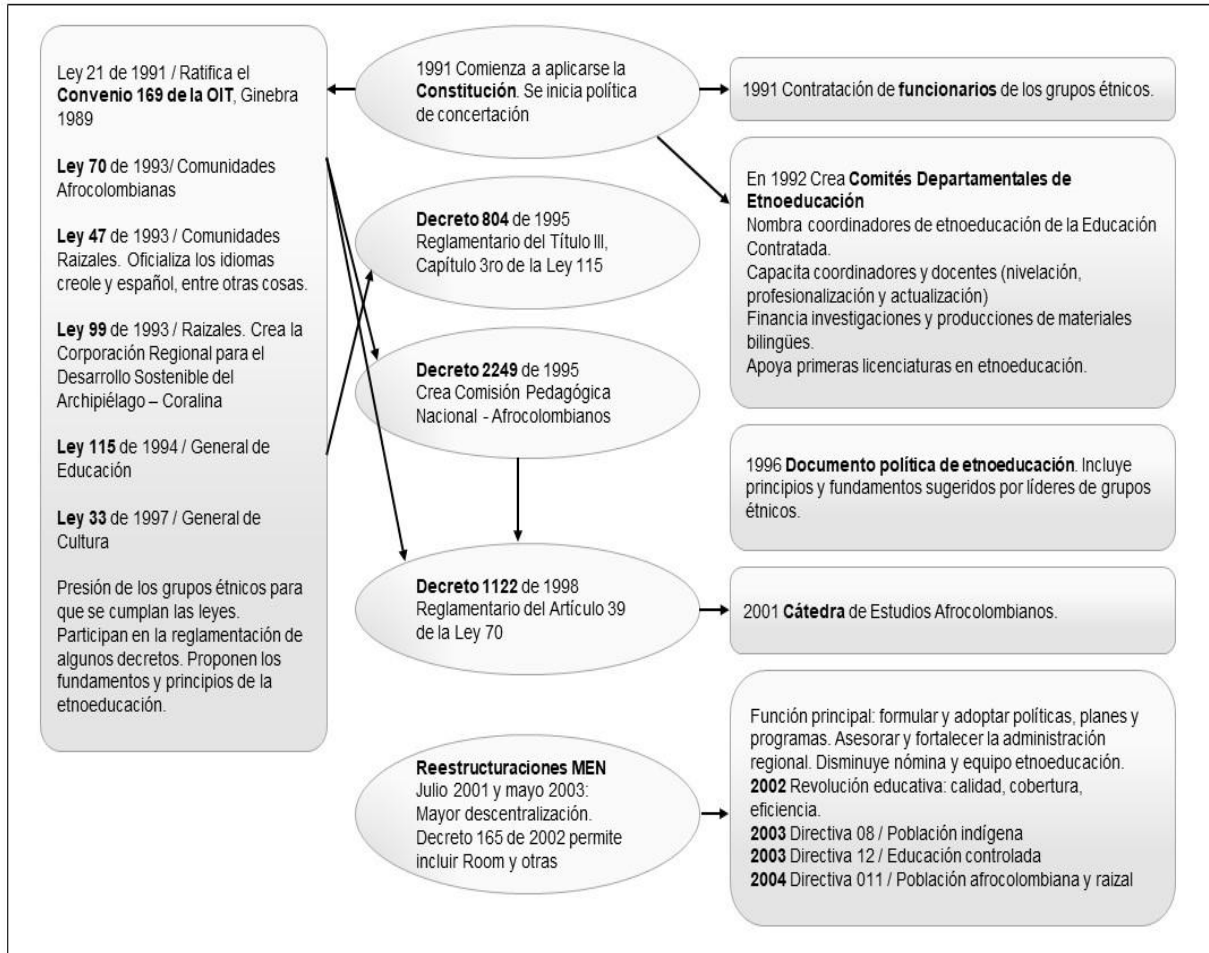 Ley 21 de 1991 / Ratifica el
Convenio 169 de la OIT, Ginebra
1989
Ley 70 de 1993/ Comunidades
Afrocolombianas
Ley 47 de 1993 / Comunidades
Raizales. Oficializa los idiomas
creole y español, entre otras cosas.
Ley 99 de 1993 / Raizales. Crea la
Corporación Regional para el
Desarrollo Sostenible del
Archipiélago – Coralina
Ley 115 de 1994 / General de
Educación
Ley 33 de 1997 / General de
Cultura
Presión de los grupos étnicos para
que se cumplan las leyes.
Participan en la reglamentación de
algunos decretos. Proponen los
fundamentos y principios de la
etnoeducación.
1991 Comienza a aplicarse la
Constitución. Se inicia política
de concertación
Decreto 804 de 1995
Reglamentario del Título III,
Capítulo 3ro de la Ley 115
Decreto 2249 de 1995
Crea Comisión Pedagógica
Nacional - Afrocolombianos
Decreto 1122 de 1998
Reglamentario del Artículo 39
de la Ley 70
Reestructuraciones MEN
Julio 2001 y mayo 2003:
Mayor descentralización.
Decreto 165 de 2002 permite
incluir Room y otras
1991 Contratación de funcionarios de los grupos étnicos.
En 1992 Crea Comités Departamentales de
Etnoeducación
Nombra coordinadores de etnoeducación de la Educación
Contratada.
Capacita coordinadores y docentes (nivelación,
profesionalización y actualización)
Financia investigaciones y producciones de materiales
bilingües.
Apoya primeras licenciaturas en etnoeducación.
1996 Documento política de etnoeducación. Incluye
principios y fundamentos sugeridos por líderes de grupos
étnicos.
2001 Cátedra de Estudios Afrocolombianos.
Función principal: formular y adoptar políticas, planes y
programas. Asesorar y fortalecer la administración
regional. Disminuye nómina y equipo etnoeducación.
2002 Revolución educativa: calidad, cobertura,
eficiencia.
2003 Directiva 08 / Población indígena
2003 Directiva 12 / Educación controlada
2004 Directiva 011 / Población afrocolombiana y raizal